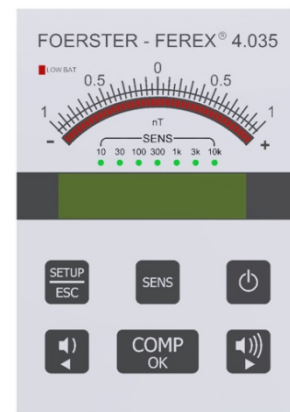 FOERSTER - FEREX® 4.035
LOW BAT
1 0.5 0 0.5 1
- nT +
SENS
10 30 100 300 1k 3k 10k
SETUP SENS
ESC
COMP
OK